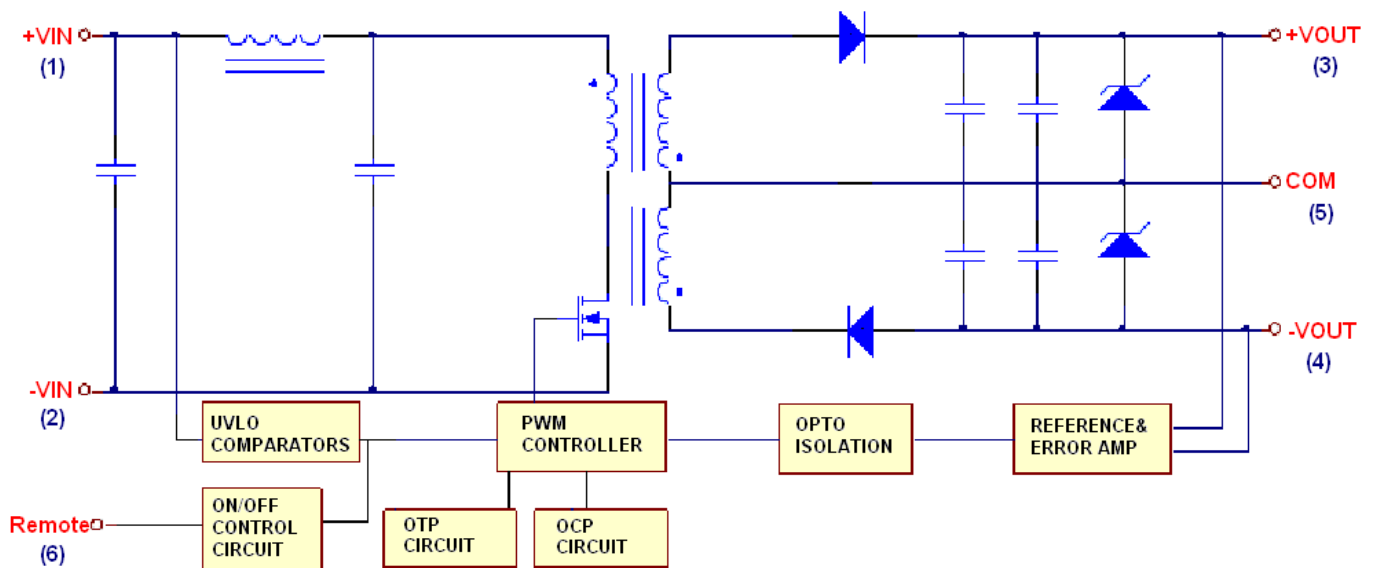 +VIN
(1)
+VOUT
(3)
COM
(5)
-VOUT
(4)
-VIN
(2)
UVLO
COMPARATORS
PWM
CONTROLLER
OPTO
ISOLATION
REFERENCE&
ERROR AMP
Remote
(6)
ON/OFF
CONTROL
CIRCUIT
OTP
CIRCUIT
OCP
CIRCUIT